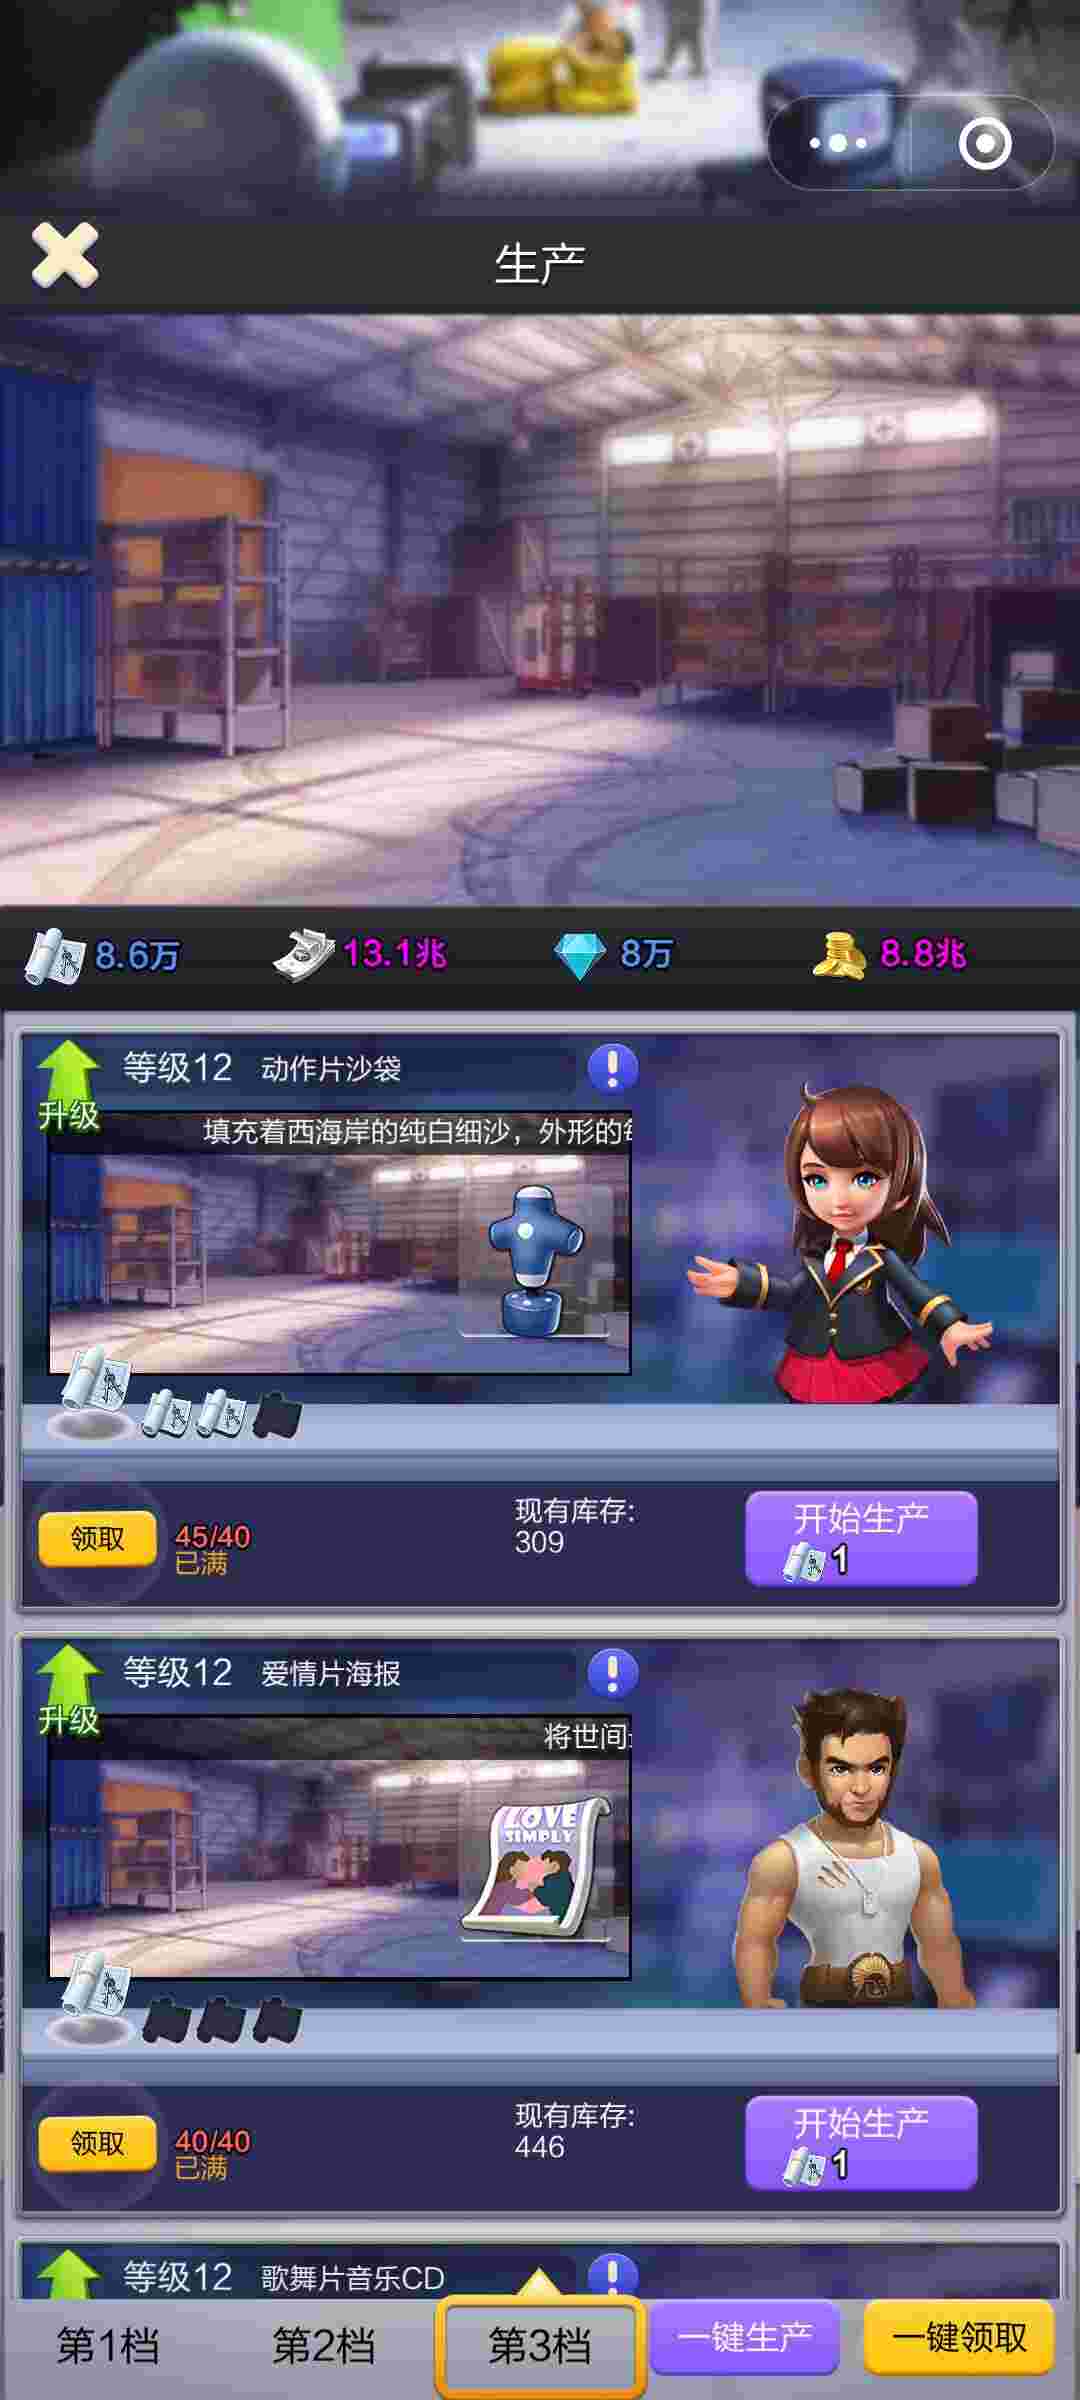 生产
8.6万 13.1兆 8万 8.8兆
等级12 动作片沙袋
升级
填充着西海岸的纯白细沙，外形的
领取
45/40
已满
现有库存:
309
开始生产
1
等级12 爱情片海报
升级
将世间
LOVE
SIMPLY
领取
40/40
已满
现有库存:
446
开始生产
1
等级12 歌舞片音乐CD
第1档 第2档 第3档 一键生产 一键领取